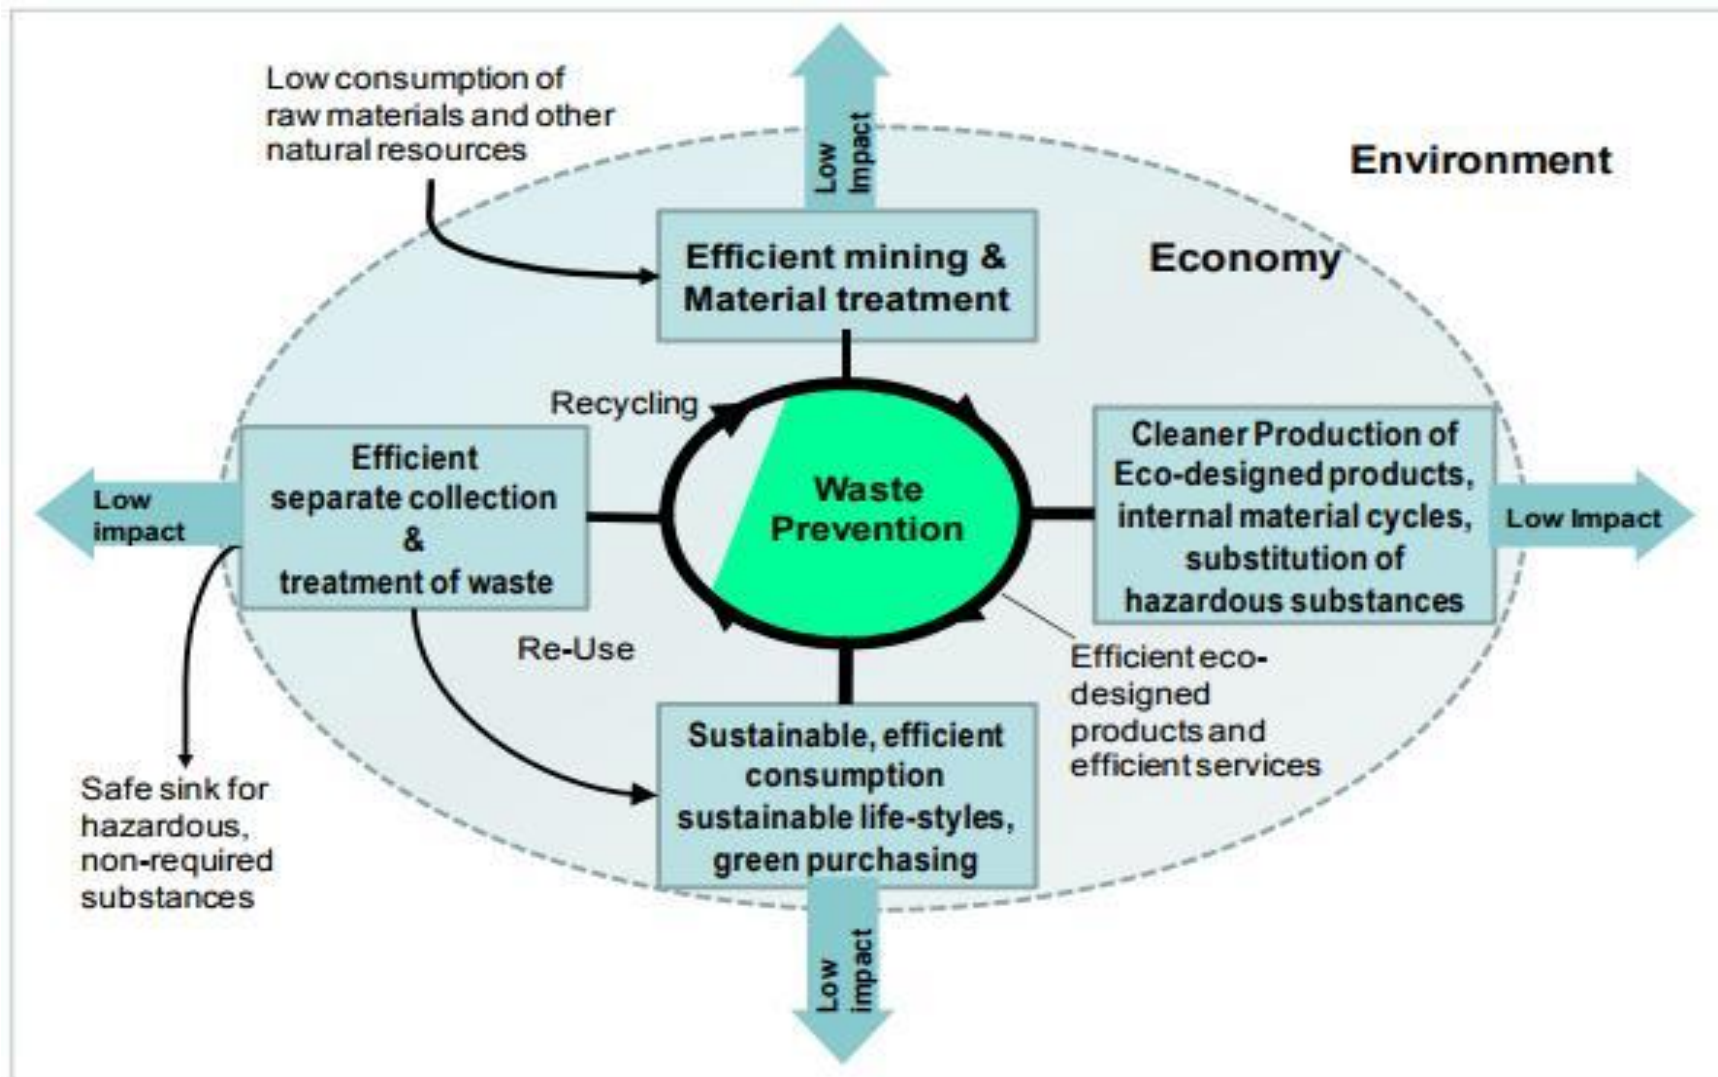 Low consumption of
raw materials and other
natural resources
Low
Impact
Environment
Economy
Efficient mining &
Material treatment
Recycling
Cleaner Production of
Eco-designed products,
internal material cycles,
substitution of
hazardous substances
Efficient
separate collection
&
treatment of waste
Waste
Prevention
Low
impact
Low Impact
Re-Use
Efficient eco-
designed
products and
efficient services
Sustainable, efficient
consumption
sustainable life-styles,
green purchasing
Safe sink for
hazardous,
non-required
substances
Low
impact